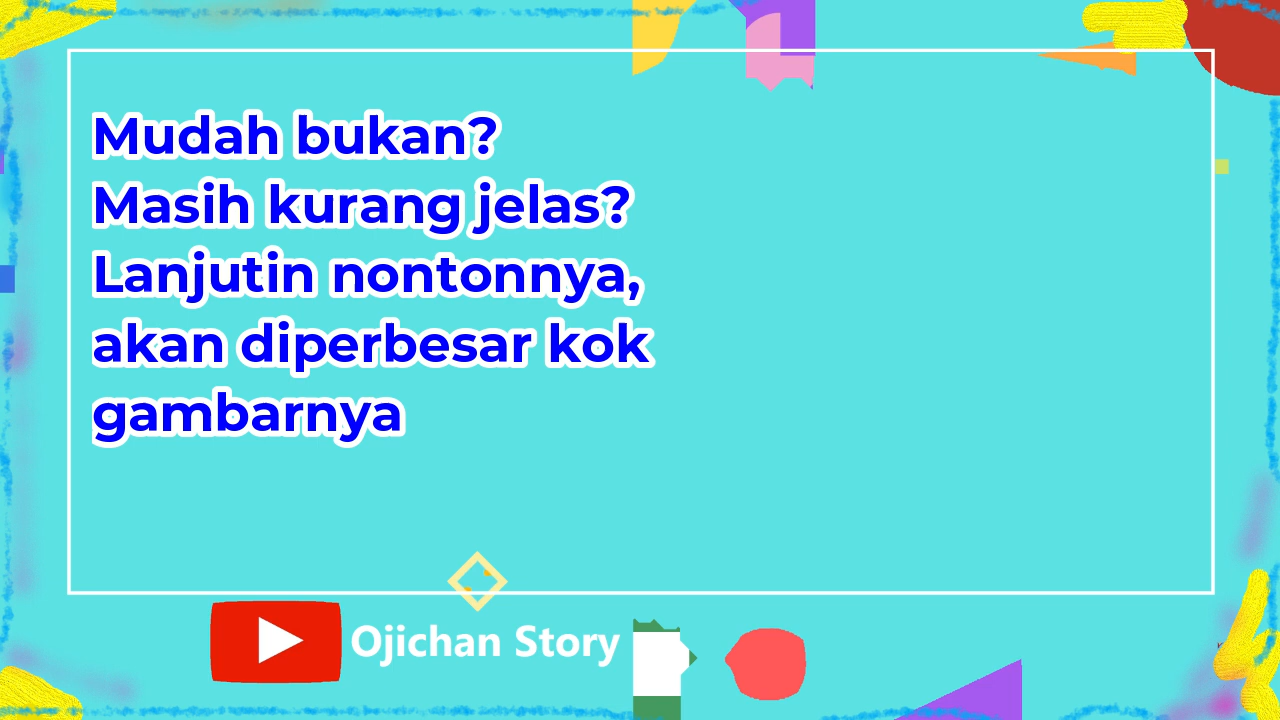 Mudah bukan?
Masih kurang jelas?
Lanjutin nontonnya,
akan diperbesar kok
gambarnya
Ojichan Story